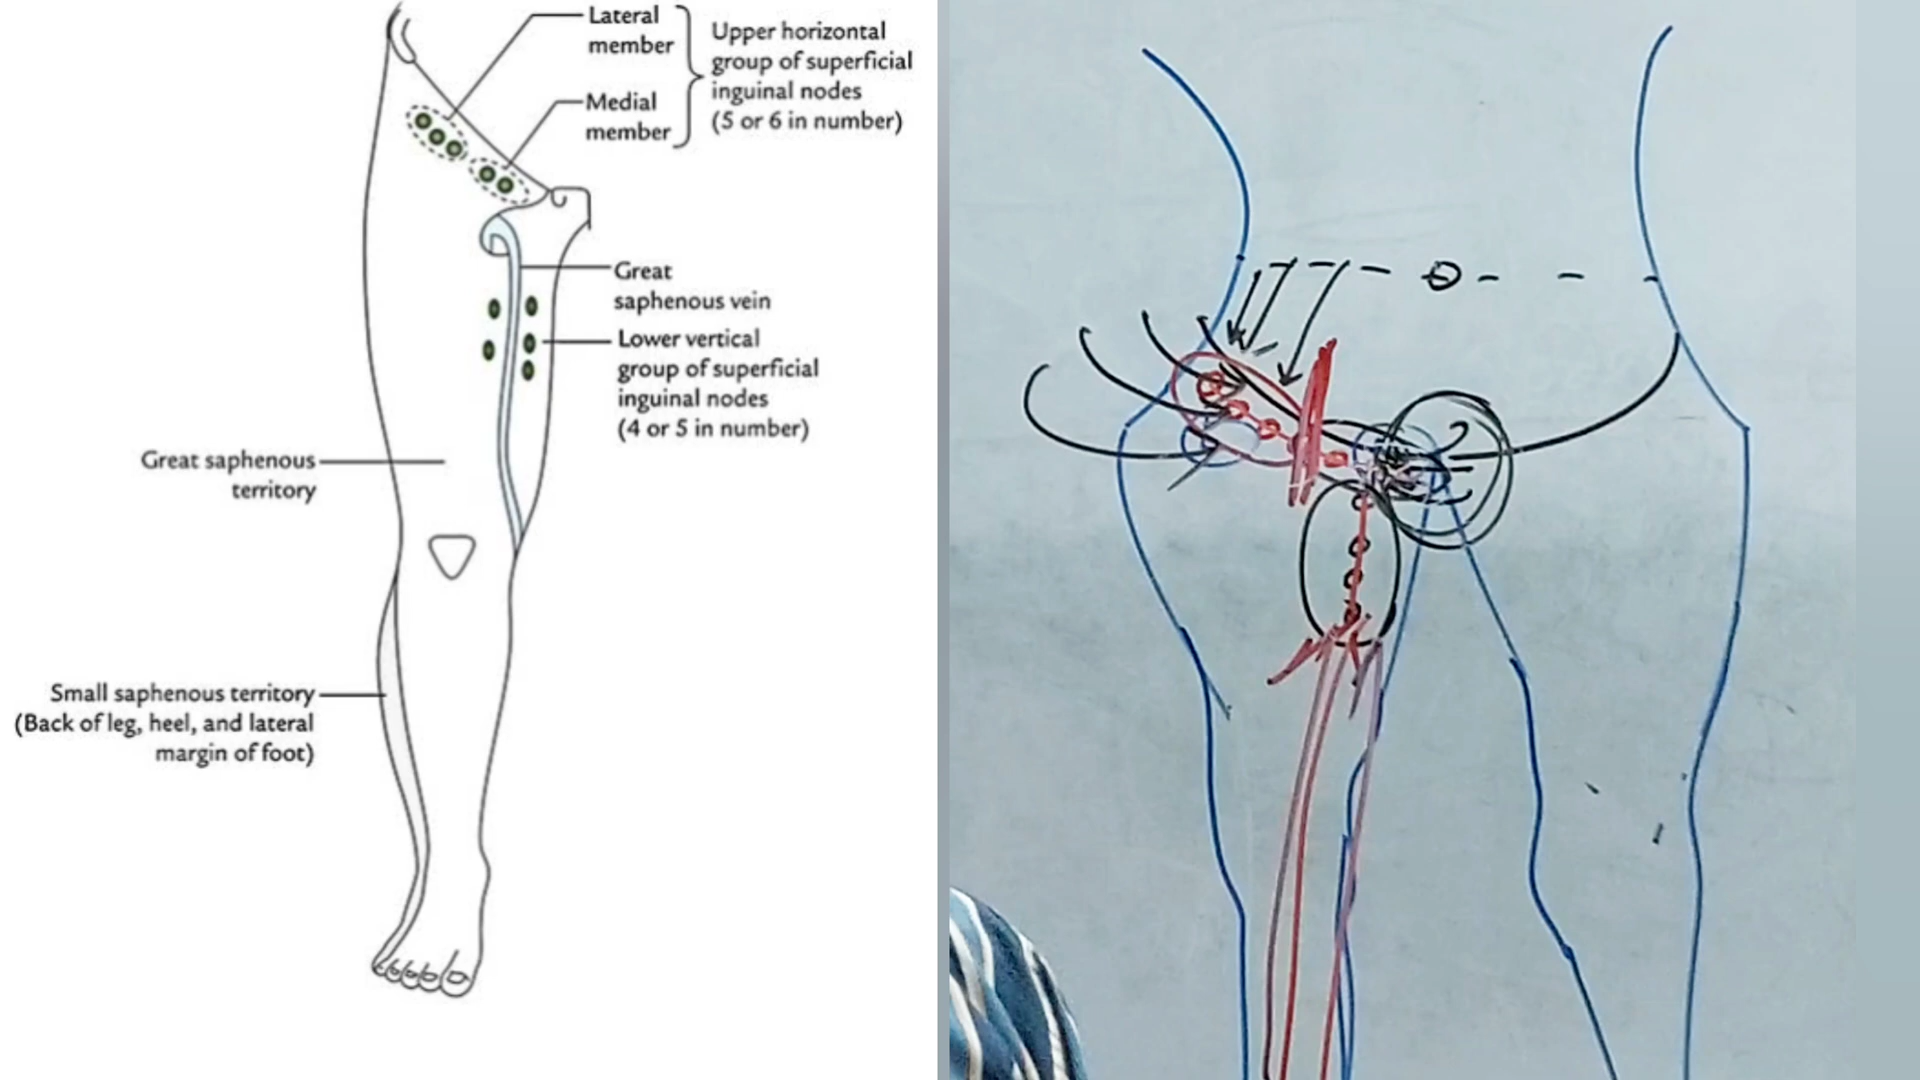 Lateral
member
Medial
member
Upper horizontal
group of superficial
inguinal nodes
(5 or 6 in number)
Great
saphenous vein
Lower vertical
group of superficial
inguinal nodes
(4 or 5 in number)
Great saphenous
territory
Small saphenous territory
(Back of leg, heel, and lateral
margin of foot)